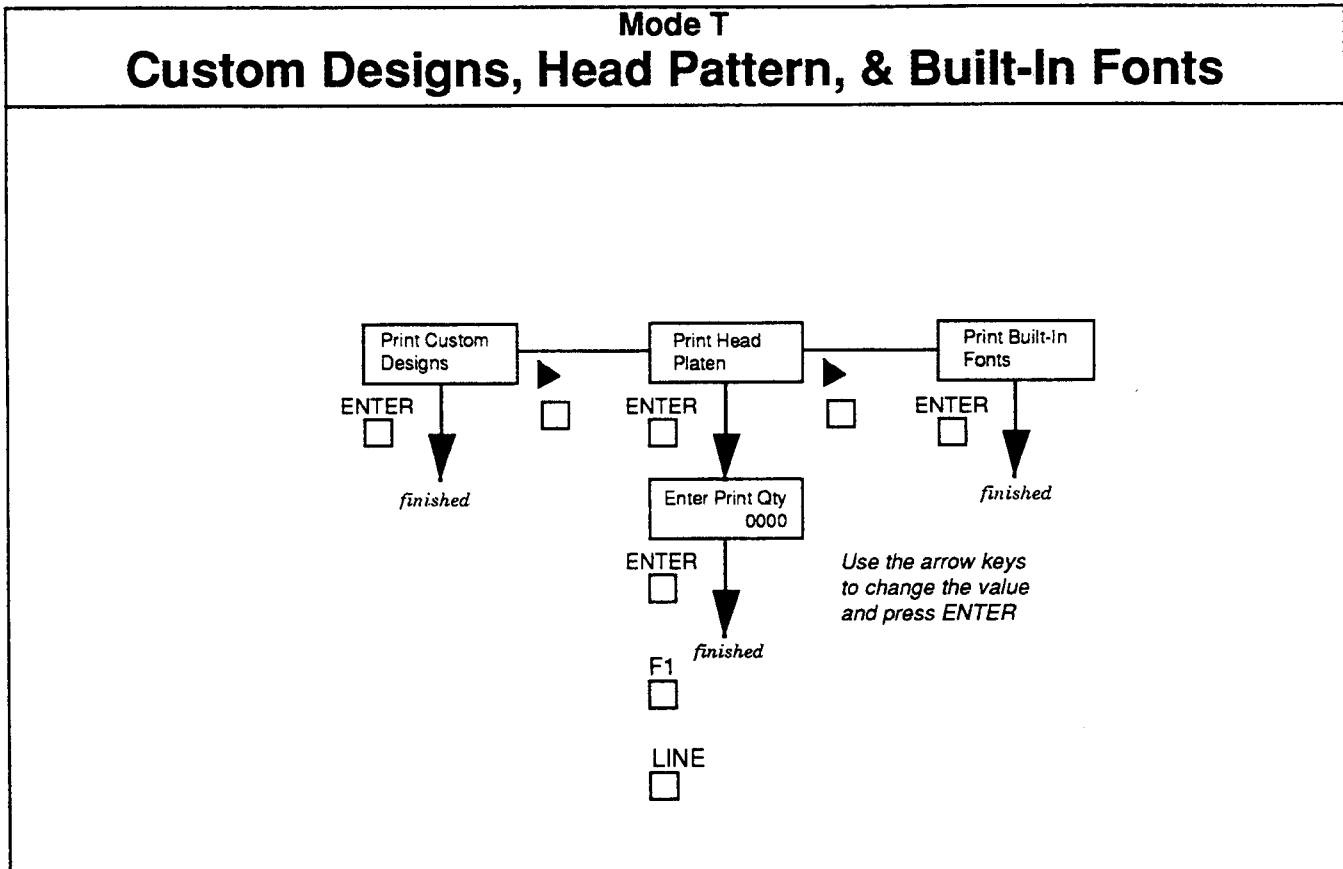 Mode T
Custom Designs, Head Pattern, & Built-In Fonts
Print Custom
Designs
Print Head
Platen
Print Built-In
Fonts
ENTER
ENTER
ENTER
finished
finished
Enter Print Qty
0000
ENTER
Use the arrow keys
to change the value
and press ENTER
finished
F1
LINE